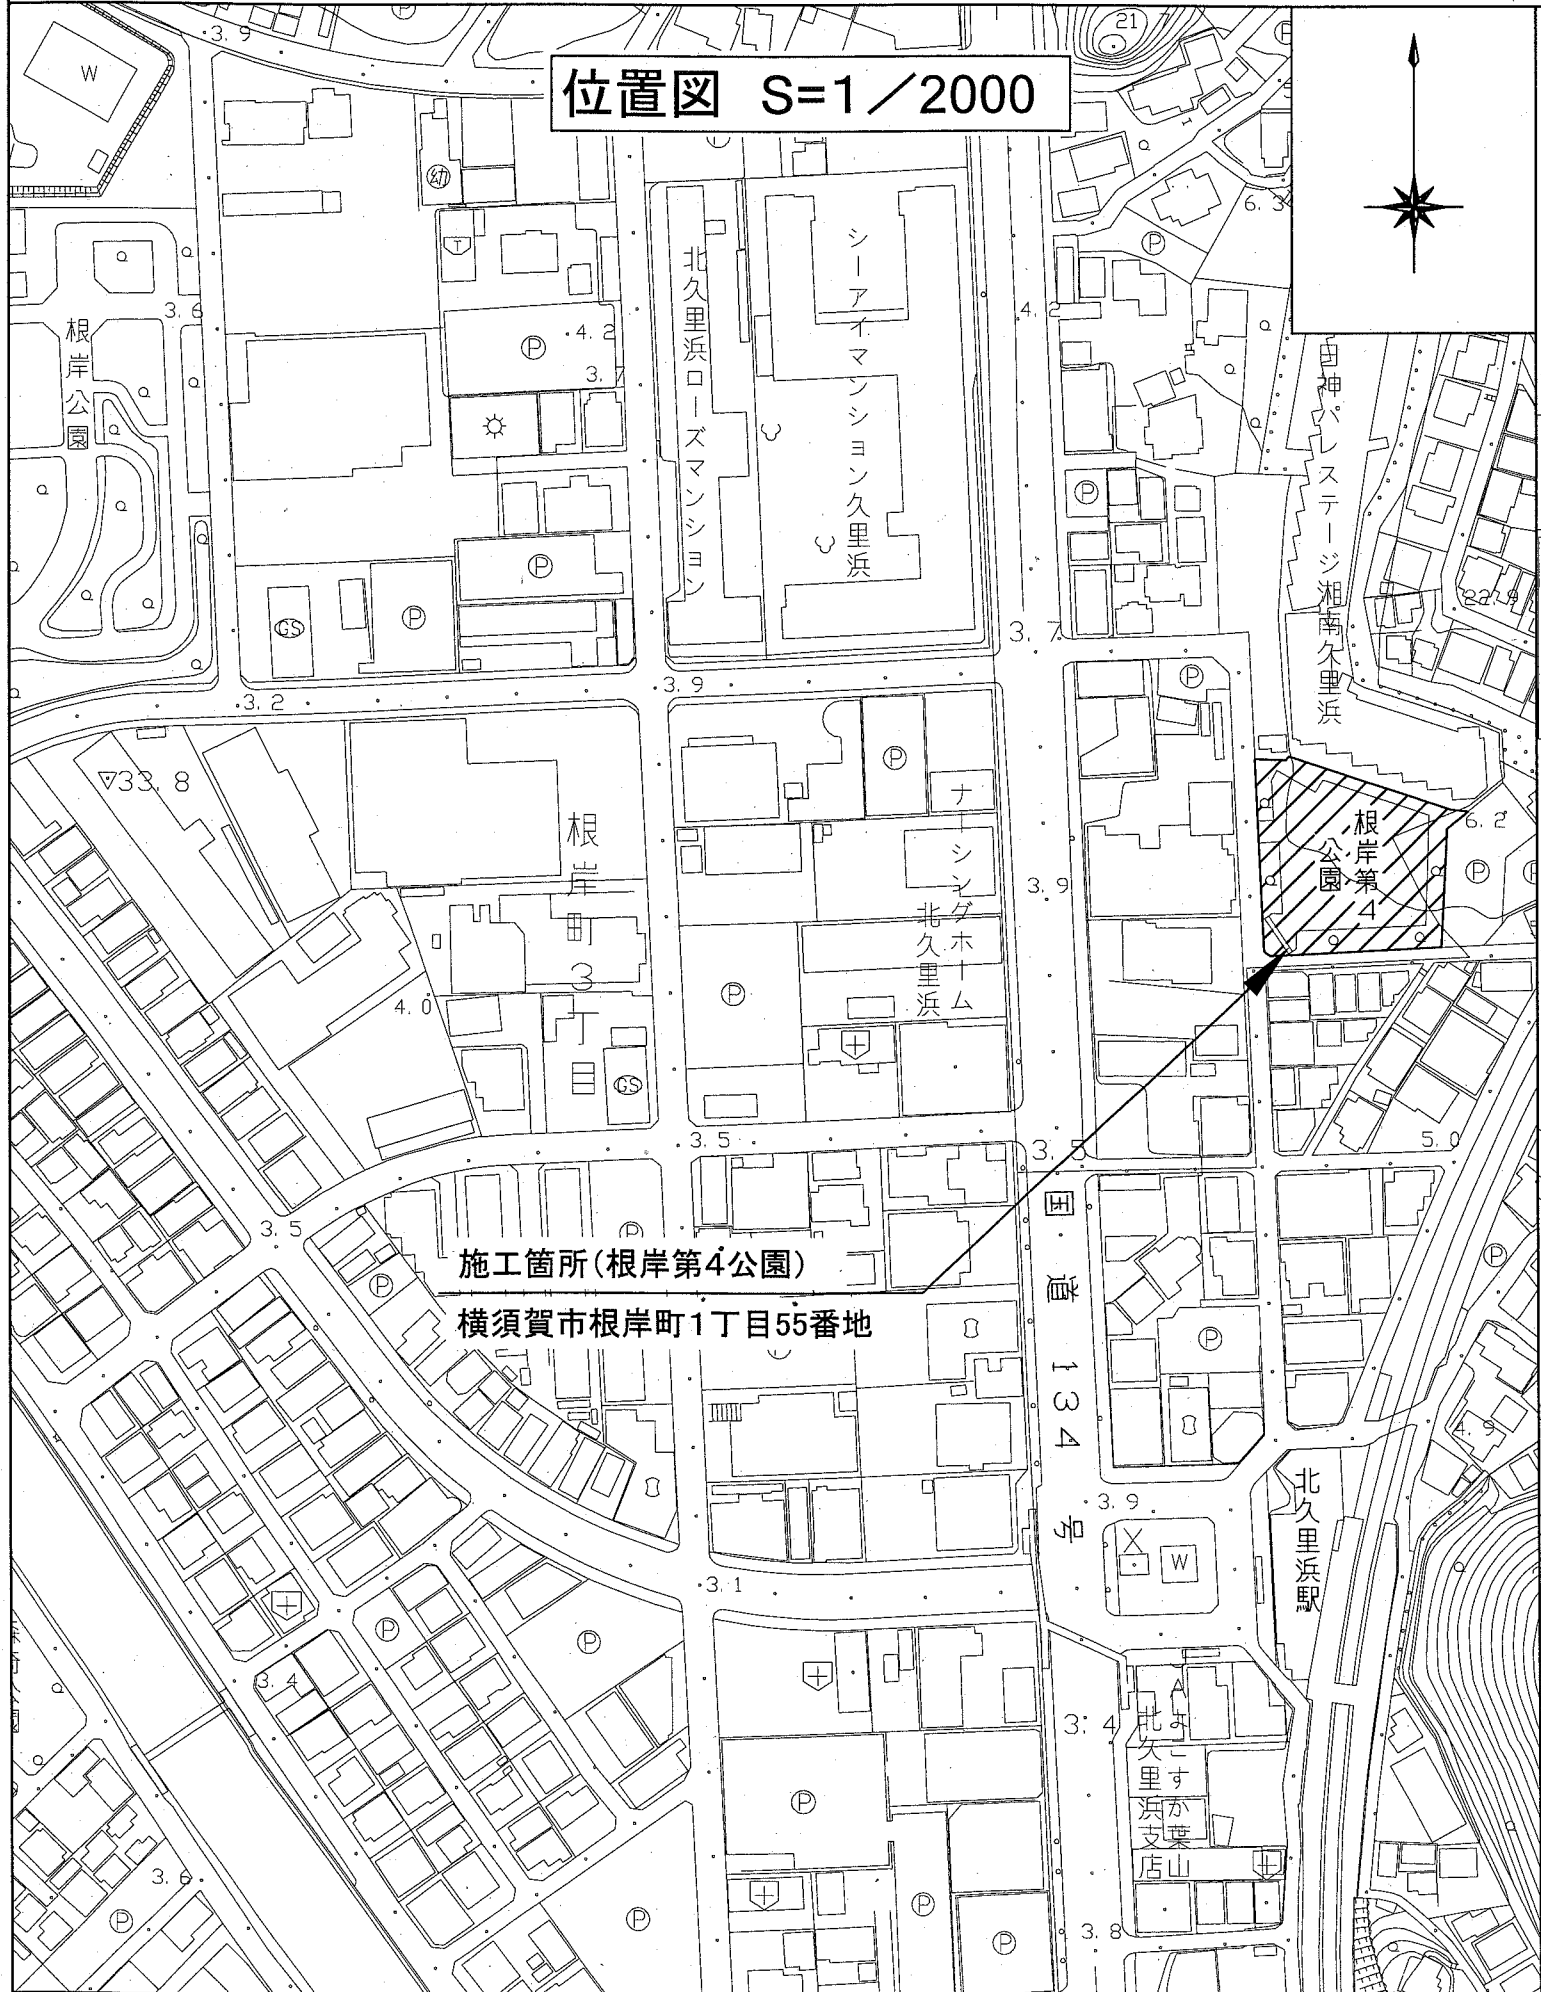 位置図 S=1／2000
3.9
21
W
幼
6.3
P
T
シーアイマンション久里浜
北久里浜ローズマンション
3.6
4.2
P
4.2
3.7
根岸公園
日神パレステージ湘南久里浜
P
P
P
GS
22.9
3.7
P
3.9
3.2
33.8
P
ナーシングホーム
北久里浜
根岸町3丁目
3.9
根岸第4
公園
6.2
P
P
4.0
GS
3.5
3.5
5.0
国道134号
3.5
P
P
P
施工箇所(根岸第4公園)
横須賀市根岸町1丁目55番地
P
4.9
3.9
北久里浜駅
W
3.1
P
P
3.4
3.4
よこすか葉山
北久里浜支店
P
3.6
P
P
P
P
3.8